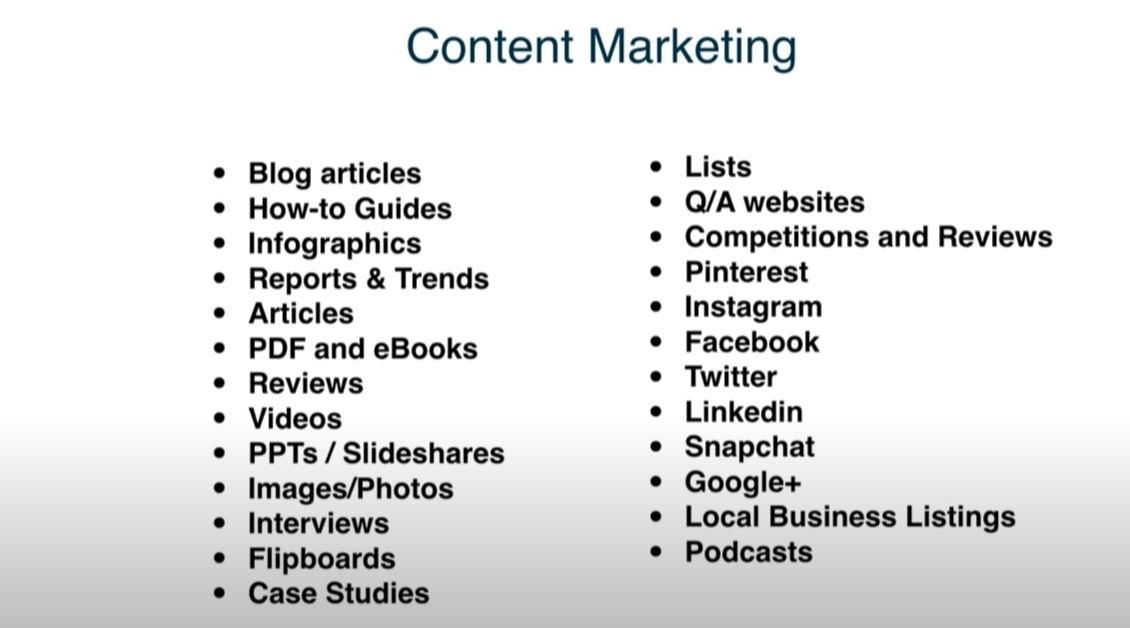 Content Marketing
• Blog articles
• How-to Guides
• Infographics
• Reports & Trends
• Articles
• PDF and eBooks
• Reviews
• Videos
• PPTs / Slideshares
• Images/Photos
• Interviews
• Flipboards
• Case Studies
• Lists
• Q/A websites
• Competitions and Reviews
• Pinterest
• Instagram
• Facebook
• Twitter
• Linkedin
• Snapchat
• Google+
• Local Business Listings
• Podcasts